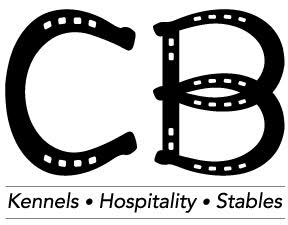 CB
Kennels • Hospitality • Stables